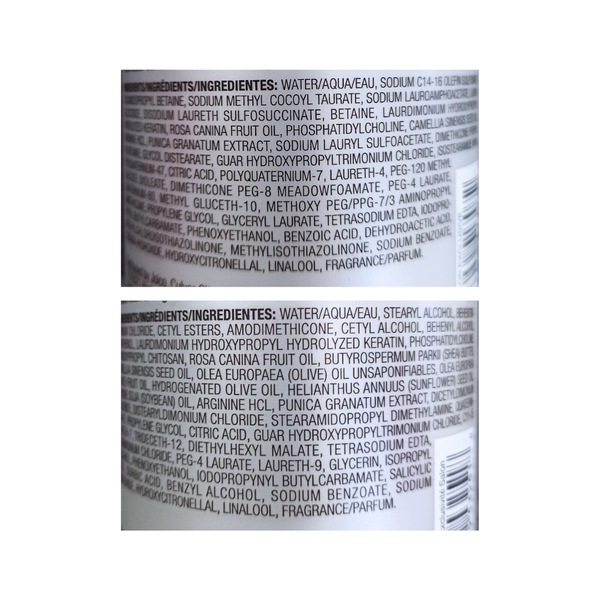 INGREDIENTS/INGRÉDIENTS/INGREDIENTES: WATER/AQUA/EAU, SODIUM C14-16 OLEFIN
BETAINE, SODIUM METHYL COCOYL TAURATE, SODIUM LAUROAMPHOACETATE,
DISODIUM LAURETH SULFOSUCCINATE, BETAINE, LAURDIMONIUM HYDROXYPROPYL
KERATIN, ROSA CANINA FRUIT OIL, PHOSPHATIDYLCHOLINE, CAMELLIA SINENSIS SEED
HCL, PUNICA GRANATUM EXTRACT, SODIUM LAURYL SULFOACETATE, DIMETHICONE
GLYCOL DISTEARATE, GUAR HYDROXYPROPYLTRIMONIUM CHLORIDE,
CITRIC ACID, POLYQUATERNIUM-7, LAURETH-4, PEG-120 METHYL
DIMETHICONE PEG-8 MEADOWFOAMATE, PEG-4 LAURATE,
METHYL GLUCETH-10, METHOXY PEG/PPG-7/3 AMINOPROPYL
PROPYLENE GLYCOL, GLYCERYL LAURATE, TETRASODIUM EDTA,
PHENOXYETHANOL, BENZOIC ACID, DEHYDROACETIC ACID,
METHYLISOTHIAZOLINONE, SODIUM BENZOATE,
HYDROXYCITRONELLAL, LINALOOL, FRAGRANCE/PARFUM.
INGREDIENTS/INGRÉDIENTS/INGREDIENTES: WATER/AQUA/EAU, STEARYL ALCOHOL,
CHLORIDE, CETYL ESTERS, AMODIMETHICONE, CETYL ALCOHOL, BEHENYL ALCOHOL,
LAURDIMONIUM HYDROXYPROPYL HYDROLYZED KERATIN, PHOSPHATIDYLCHOLINE,
CHITOSAN, ROSA CANINA FRUIT OIL, BUTYROSPERMUM PARKII (SHEA) BUTTER,
SINENSIS SEED OIL, OLEA EUROPAEA (OLIVE) OIL UNSAPONIFIABLES, OLEA EUROPAEA
FRUIT OIL, HYDROGENATED OLIVE OIL, HELIANTHUS ANNUUS (SUNFLOWER) SEED
(SOYBEAN) OIL, ARGININE HCL, PUNICA GRANATUM EXTRACT,
DISTEARYLDIMONIUM CHLORIDE, STEARAMIDOPROPYL DIMETHYLAMINE,
PROPYLENE GLYCOL, CITRIC ACID, GUAR HYDROXYPROPYLTRIMONIUM CHLORIDE,
TRIDECETH-12, DIETHYLHEXYL MALATE, TETRASODIUM EDTA,
CHLORIDE, PEG-4 LAURATE, LAURETH-9, GLYCERIN, ISOPROPYL
PHENOXYETHANOL, IODOPROPYNYL BUTYLCARBAMATE, SALICYLIC
ACID, BENZYL ALCOHOL, SODIUM BENZOATE, SODIUM
HYDROXYCITRONELLAL, LINALOOL, FRAGRANCE/PARFUM.